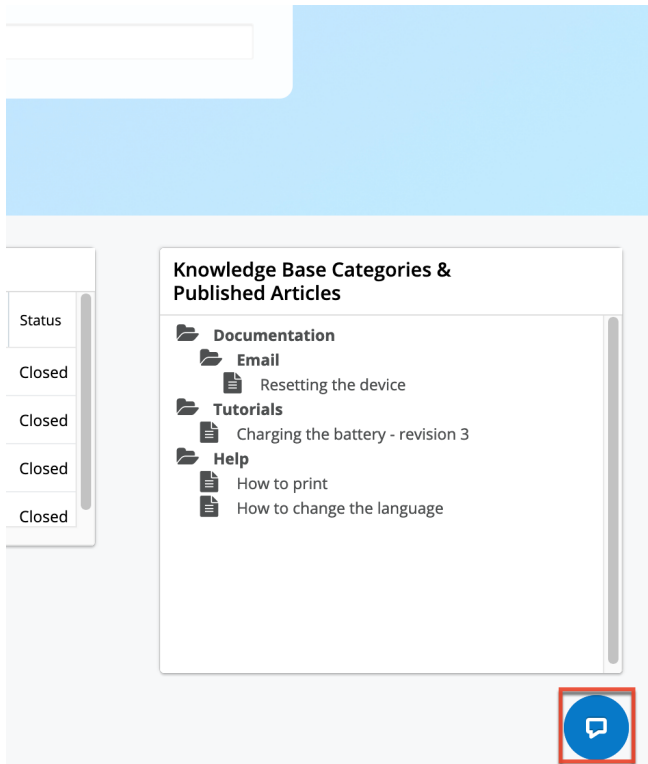 Knowledge Base Categories &
Published Articles
Status
Documentation
Email
Closed
Resetting the device
Tutorials
Closed
Charging the battery - revision 3
Help
Closed
How to print
How to change the language
Closed